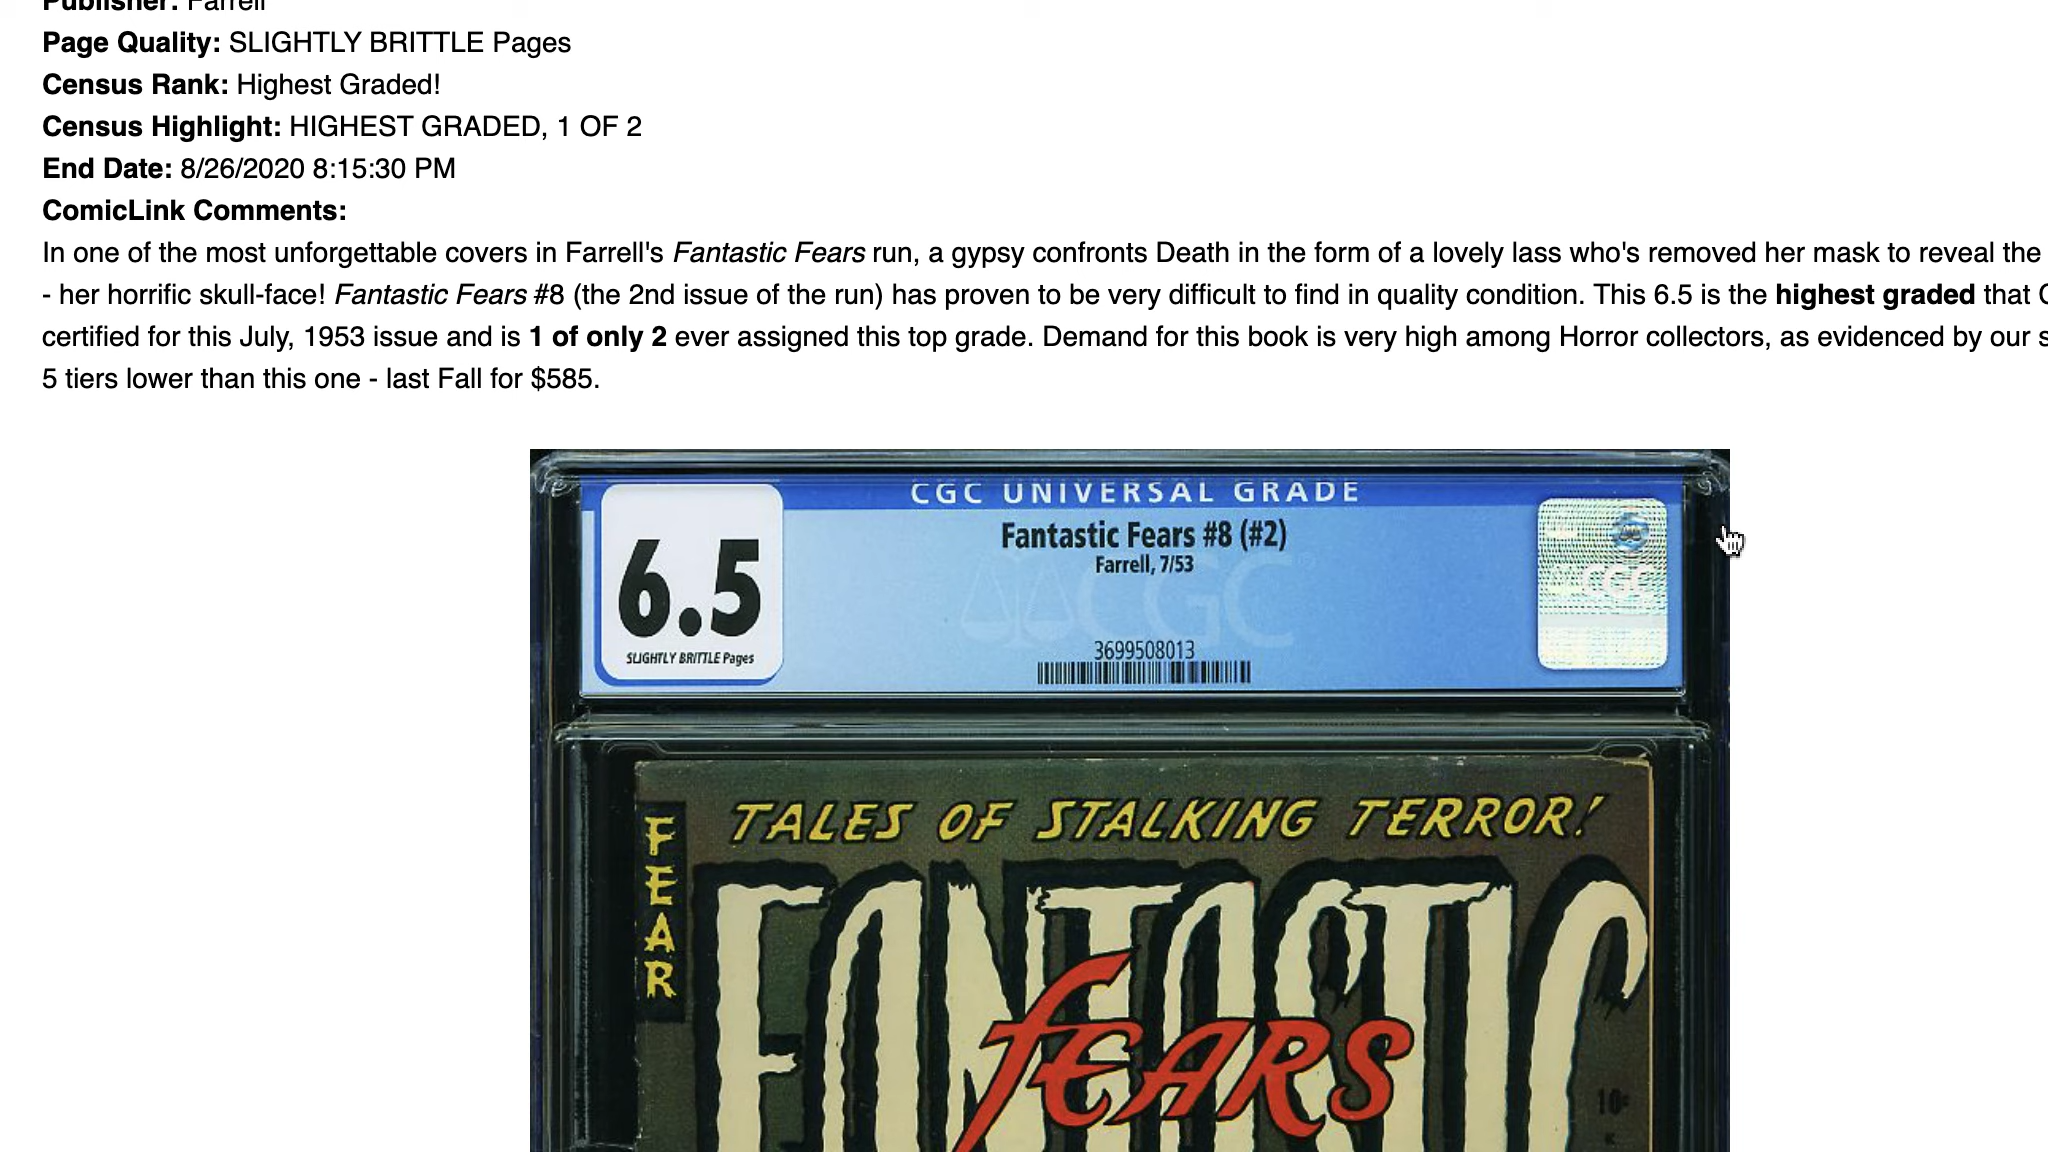 Publisher: Farrell
Page Quality: SLIGHTLY BRITTLE Pages
Census Rank: Highest Graded!
Census Highlight: HIGHEST GRADED, 1 OF 2
End Date: 8/26/2020 8:15:30 PM
ComicLink Comments:
In one of the most unforgettable covers in Farrell's Fantastic Fears run, a gypsy confronts Death in the form of a lovely lass who's removed her mask to reveal the
- her horrific skull-face! Fantastic Fears #8 (the 2nd issue of the run) has proven to be very difficult to find in quality condition. This 6.5 is the highest graded that
certified for this July, 1953 issue and is 1 of only 2 ever assigned this top grade. Demand for this book is very high among Horror collectors, as evidenced by our
5 tiers lower than this one - last Fall for $585.
CGC UNIVERSAL GRADE
6.5
SLIGHTLY BRITTLE Pages
Fantastic Fears #8 (#2)
Farrell, 7/53
CGC
3699508013
CGC
TALES OF STALKING TERROR!
FEAR
FANTASTIC
FEARS
10¢